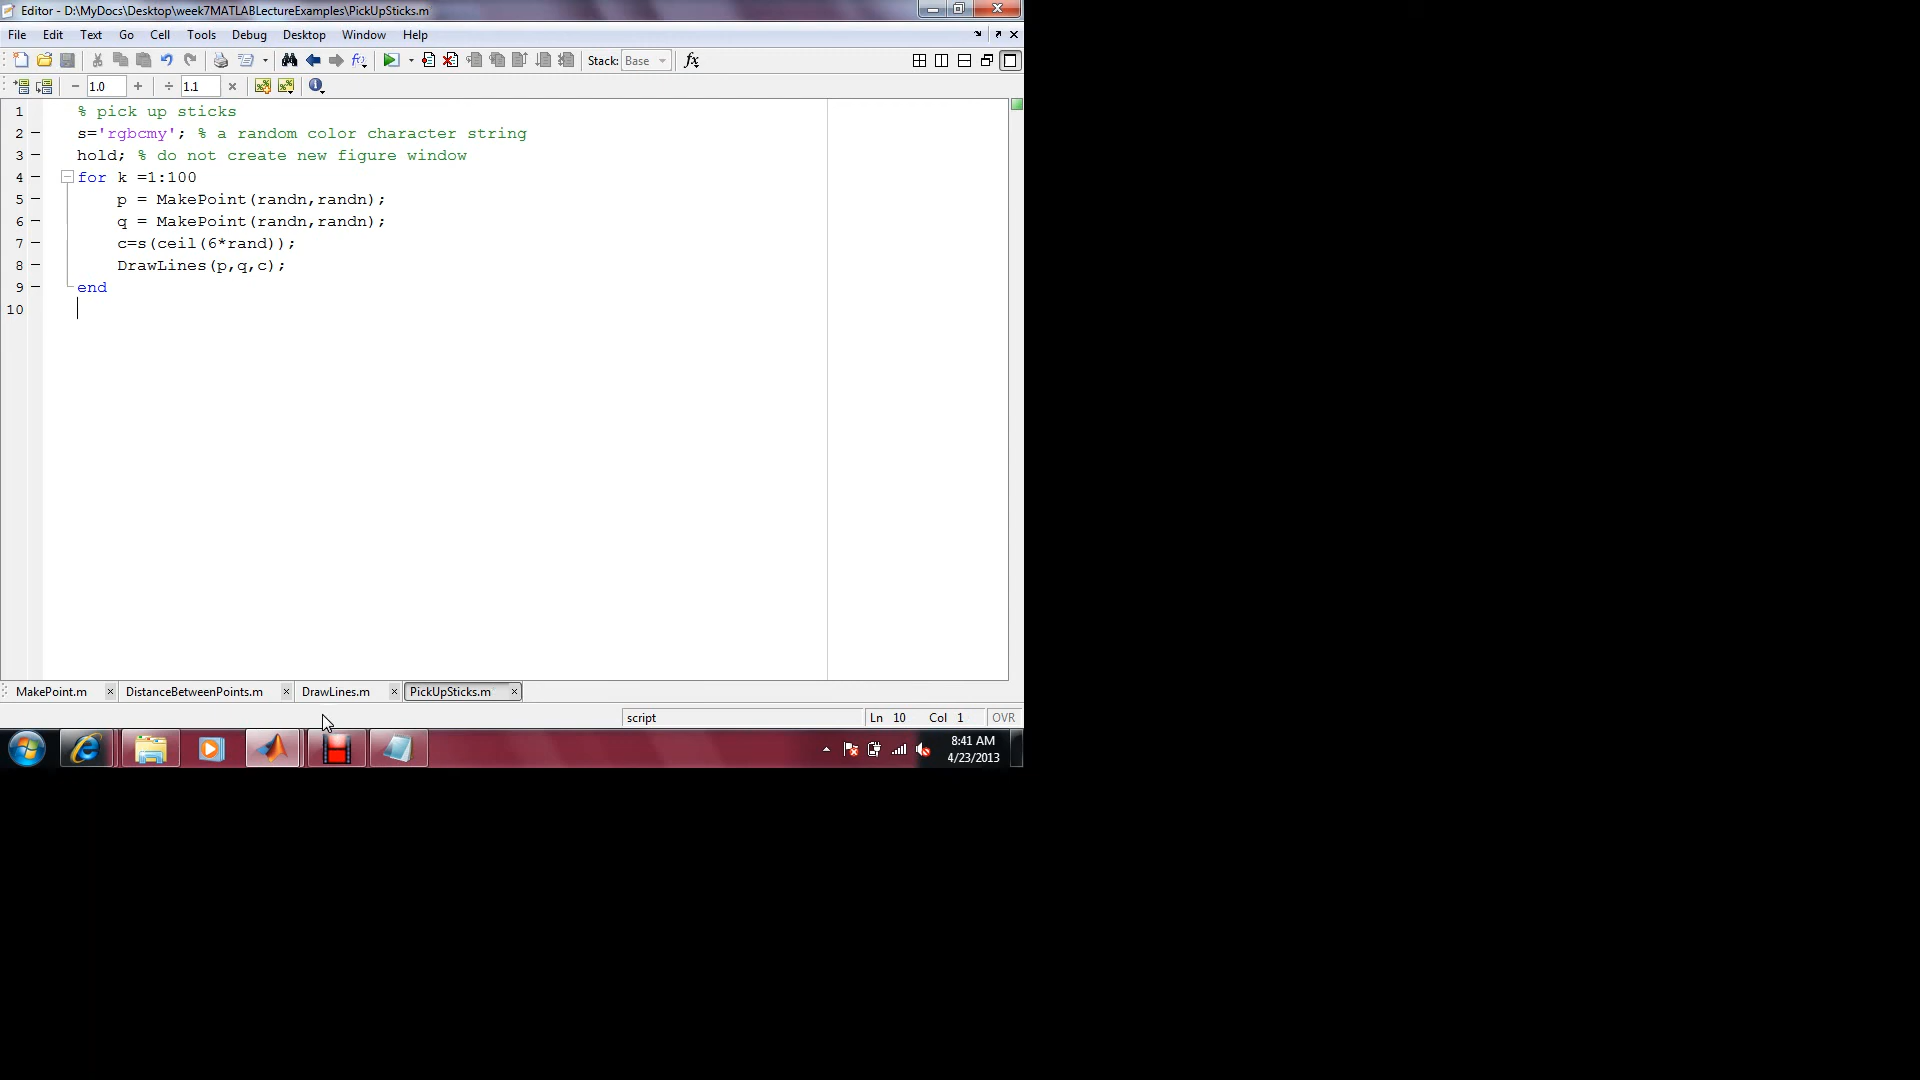 Editor - D:\MyDocs\Desktop\week7MATLABLectureExamples\PickUpSticks.m
File Edit Text Go Cell Tools Debug Desktop Window Help
Stack: Base fx
1.0 1.1
1 % pick up sticks
2 s='rgbcmy'; % a random color character string
3 hold; % do not create new figure window
4 for k =1:100
5 p = MakePoint(randn,randn);
6 q = MakePoint(randn,randn);
7 c=s(ceil(6*rand));
8 DrawLines(p,q,c);
9 end
10
MakePoint.m DistanceBetweenPoints.m DrawLines.m PickUpSticks.m
script Ln 10 Col 1 OVR
8:41 AM
4/23/2013